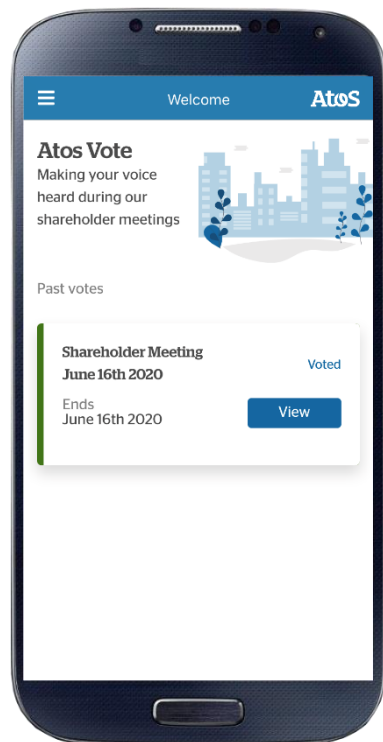 Welcome
Atos
Atos Vote
Making your voice
heard during our
shareholder meetings
Past votes
Shareholder Meeting
June 16th 2020
Voted
Ends
June 16th 2020
View